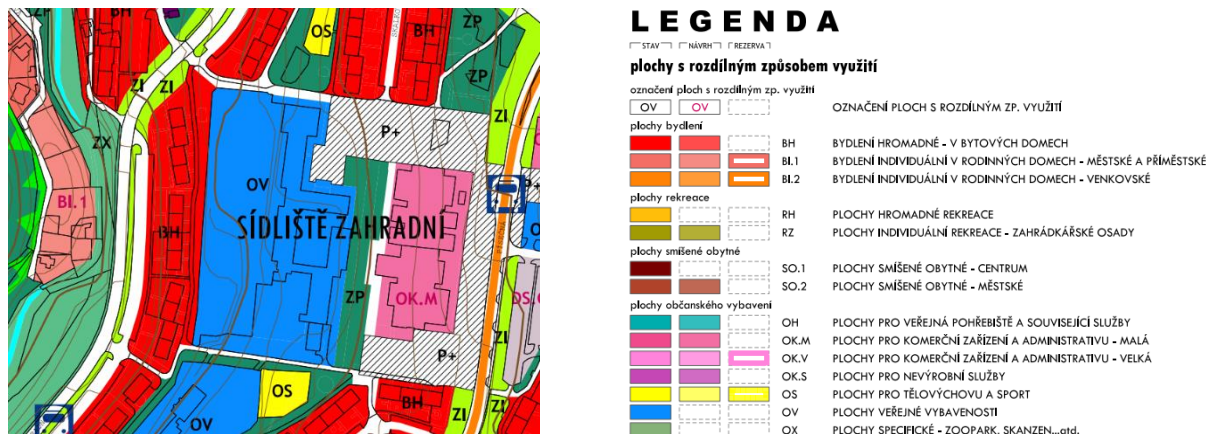 SKALKOVÁ
OS
BH
ZP
ZP
ZI
ZI
ZI
ZX
P+
P+
BI.1
OV
BH
SÍDLIŠTĚ ZAHRADNÍ
PŘÍBĚŽNÁ
ZP
OK.M
ZI
P+
OS
OV
BH
ZI
ZI
LEGENDA
STAV NÁVRH REZERVA
plochy s rozdílným způsobem využití
označení ploch s rozdílným zp. využití
OV OV OZNAČENÍ PLOCH S ROZDÍLNÝM ZP. VYUŽITÍ
plochy bydlení
BH BYDLENÍ HROMADNÉ - V BYTOVÝCH DOMECH
BI.1 BYDLENÍ INDIVIDUÁLNÍ V RODINNÝCH DOMECH - MĚSTSKÉ A PŘÍMĚSTSKÉ
BI.2 BYDLENÍ INDIVIDUÁLNÍ V RODINNÝCH DOMECH - VENKOVSKÉ
plochy rekreace
RH PLOCHY HROMADNÉ REKREACE
RZ PLOCHY INDIVIDUÁLNÍ REKREACE - ZAHRÁDKÁŘSKÉ OSADY
plochy smíšené obytné
SO.1 PLOCHY SMÍŠENÉ OBYTNÉ - CENTRUM
SO.2 PLOCHY SMÍŠENÉ OBYTNÉ - MĚSTSKÉ
plochy občanského vybavení
OH PLOCHY PRO VEŘEJNÁ POHŘEBIŠTĚ A SOUVISEJÍCÍ SLUŽBY
OK.M PLOCHY PRO KOMERČNÍ ZAŘÍZENÍ A ADMINISTRATIVU - MALÁ
OK.V PLOCHY PRO KOMERČNÍ ZAŘÍZENÍ A ADMINISTRATIVU - VELKÁ
OK.S PLOCHY PRO NEVÝROBNÍ SLUŽBY
OS PLOCHY PRO TĚLOVÝCHOVU A SPORT
OV PLOCHY VEŘEJNÉ VYBAVENOSTI
OX PLOCHY SPECIFICKÉ - ZOOPARK, SKANZEN...atd.